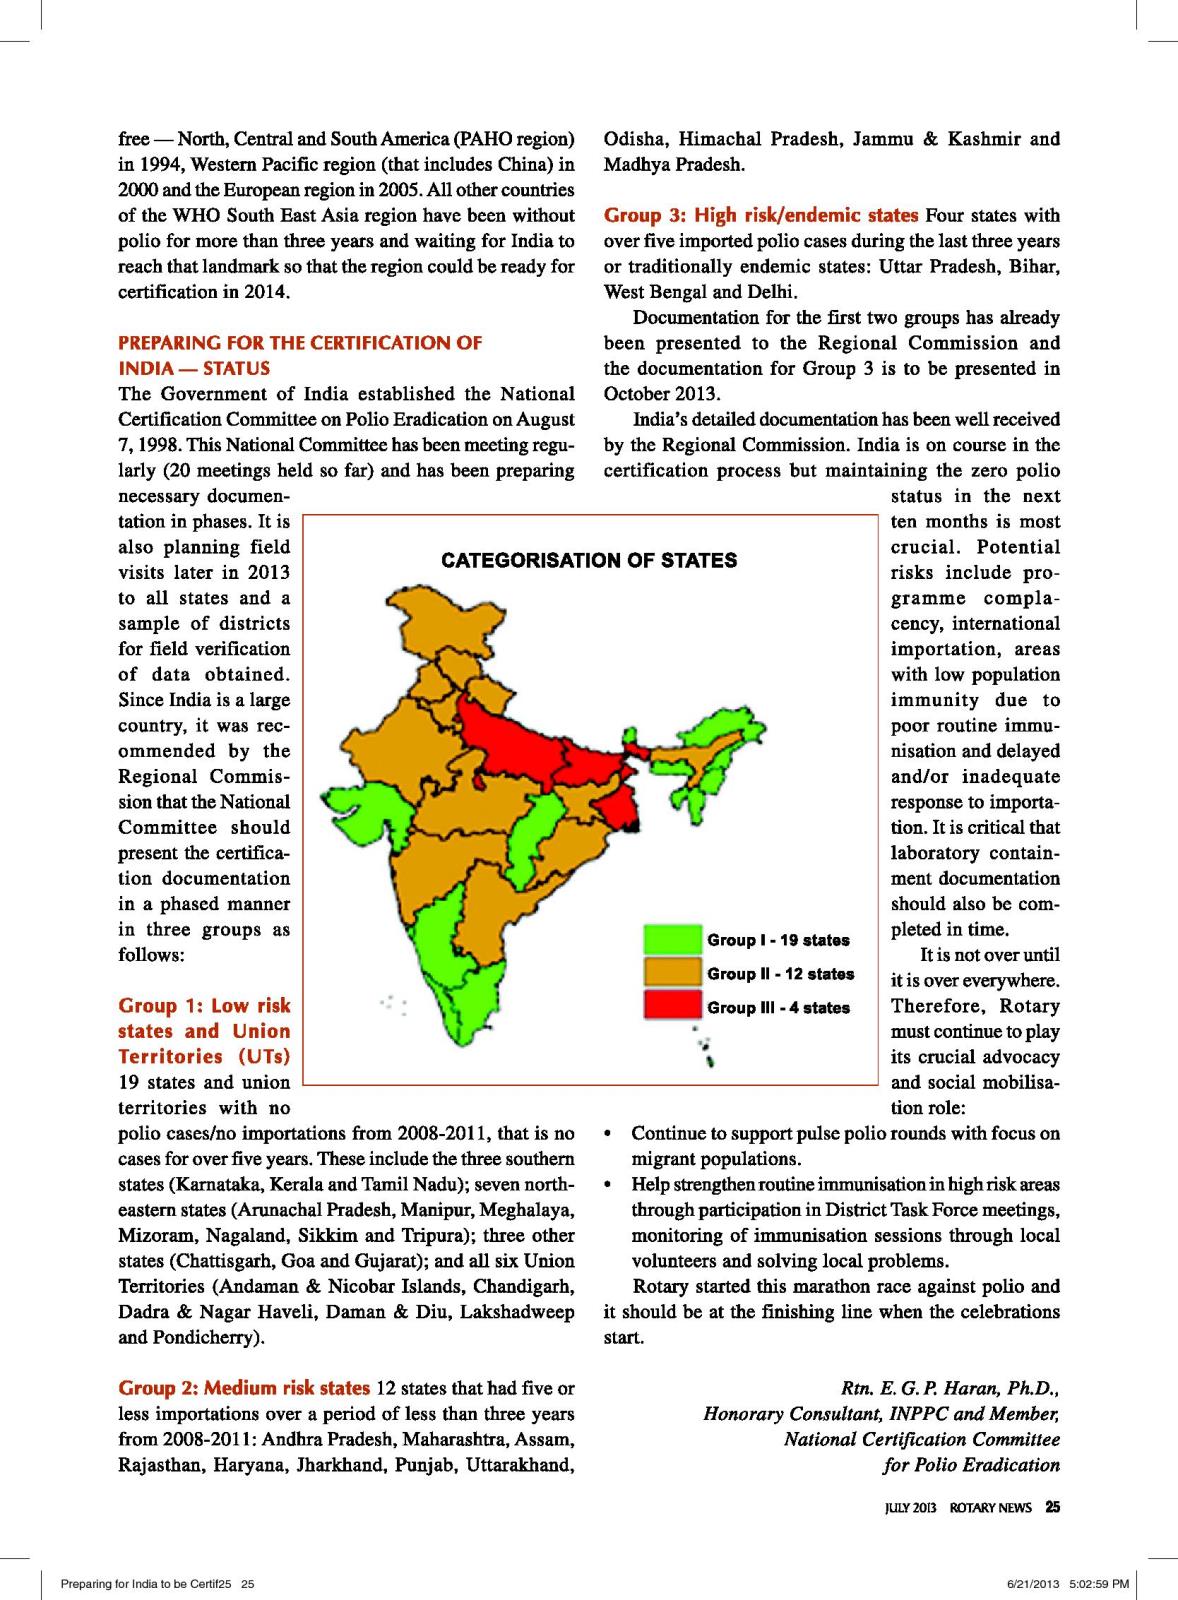 free — North, Central and South America (PAHO region)
in 1994, Western Pacific region (that includes China) in
2000 and the European region in 2005. All other countries
of the WHO South East Asia region have been without
polio for more than three years and waiting for India to
reach that landmark so that the region could be ready for
certification in 2014.
PREPARING FOR THE CERTIFICATION OF
INDIA — STATUS
The Government of India established the National
Certification Committee on Polio Eradication on August
7, 1998. This National Committee has been meeting regu-
larly (20 meetings held so far) and has been preparing
necessary documen-
tation in phases. It is
also planning field
visits later in 2013
to all states and a
sample of districts
for field verification
of data obtained.
Since India is a large
country, it was rec-
ommended by the
Regional Commis-
sion that the National
Committee should
present the certifica-
tion documentation
in a phased manner
in three groups as
follows:
Group 1: Low risk
states and Union
Territories (UTs)
19 states and union
territories with no
polio cases/no importations from 2008-2011, that is no
cases for over five years. These include the three southern
states (Karnataka, Kerala and Tamil Nadu); seven north-
eastern states (Arunachal Pradesh, Manipur, Meghalaya,
Mizoram, Nagaland, Sikkim and Tripura); three other
states (Chattisgarh, Goa and Gujarat); and all six Union
Territories (Andaman & Nicobar Islands, Chandigarh,
Dadra & Nagar Haveli, Daman & Diu, Lakshadweep
and Pondicherry).
Group 2: Medium risk states 12 states that had five or
less importations over a period of less than three years
from 2008-2011: Andhra Pradesh, Maharashtra, Assam,
Rajasthan, Haryana, Jharkhand, Punjab, Uttarakhand,
Odisha, Himachal Pradesh, Jammu & Kashmir and
Madhya Pradesh.
Group 3: High risk/endemic states Four states with
over five imported polio cases during the last three years
or traditionally endemic states: Uttar Pradesh, Bihar,
West Bengal and Delhi.
Documentation for the first two groups has already
been presented to the Regional Commission and
the documentation for Group 3 is to be presented in
October 2013.
India's detailed documentation has been well received
by the Regional Commission. India is on course in the
certification process but maintaining the zero polio
status in the next
ten months is most
crucial. Potential
risks include pro-
gramme compla-
cency, international
importation, areas
with low population
immunity due to
poor routine immu-
nisation and delayed
and/or inadequate
response to importa-
tion. It is critical that
laboratory contain-
ment documentation
should also be com-
pleted in time.
It is not over until
it is over everywhere.
Therefore, Rotary
must continue to play
its crucial advocacy
and social mobilisa-
tion role:
• Continue to support pulse polio rounds with focus on
migrant populations.
• Help strengthen routine immunisation in high risk areas
through participation in District Task Force meetings,
monitoring of immunisation sessions through local
volunteers and solving local problems.
Rotary started this marathon race against polio and
it should be at the finishing line when the celebrations
start.
Rtn. E. G. P. Haran, Ph.D.,
Honorary Consultant, INPPC and Member,
National Certification Committee
for Polio Eradication
CATEGORISATION OF STATES
Group I - 19 states
Group II - 12 states
Group III - 4 states
JULY 2013 ROTARY NEWS 25
Preparing for India to be Certif25 25
6/21/2013 5:02:59 PM